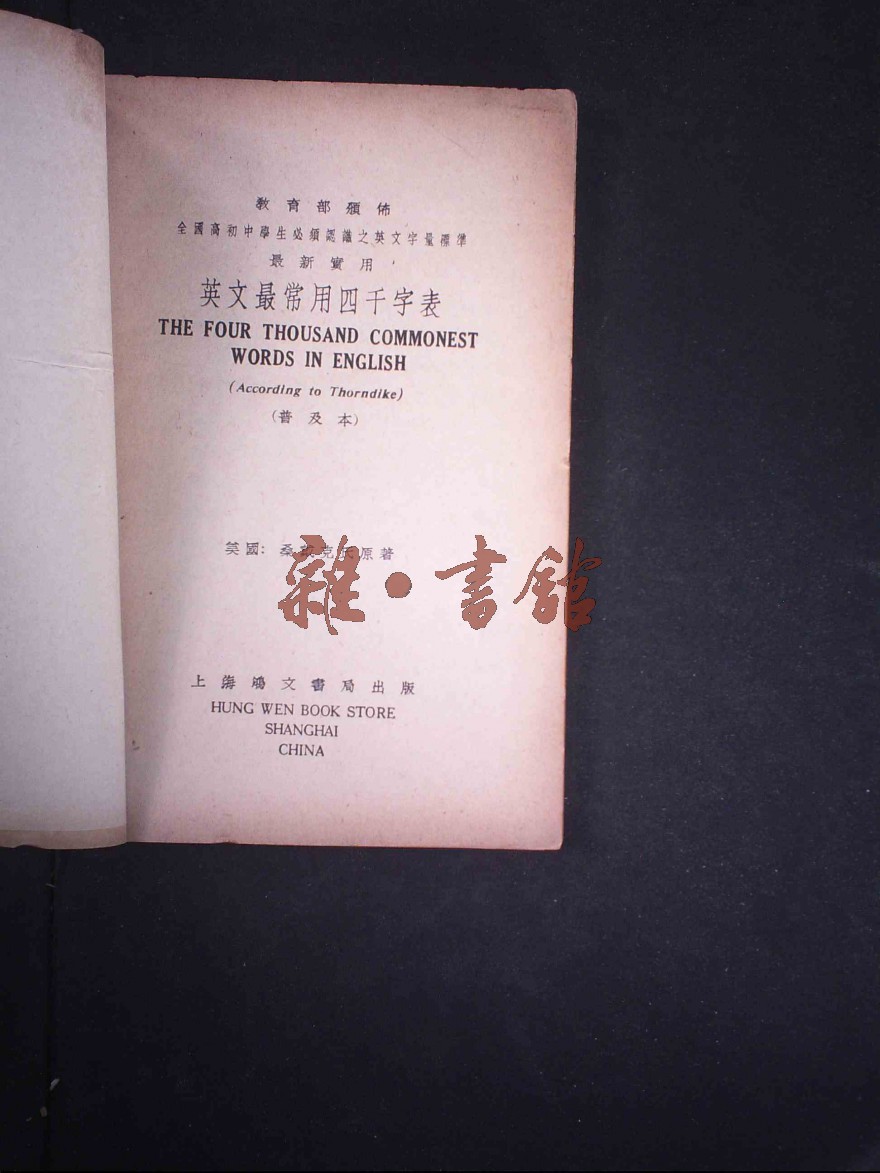 教育部頒佈
全國高初中學生必須認識之英文字量標準
最新實用
英文最常用四千字表
THE FOUR THOUSAND COMMONEST
WORDS IN ENGLISH
(According to Thorndike)
(普及本)
美國: 桑 克氏原著
雜·書館
上海鴻文書局出版
HUNG WEN BOOK STORE
SHANGHAI
CHINA